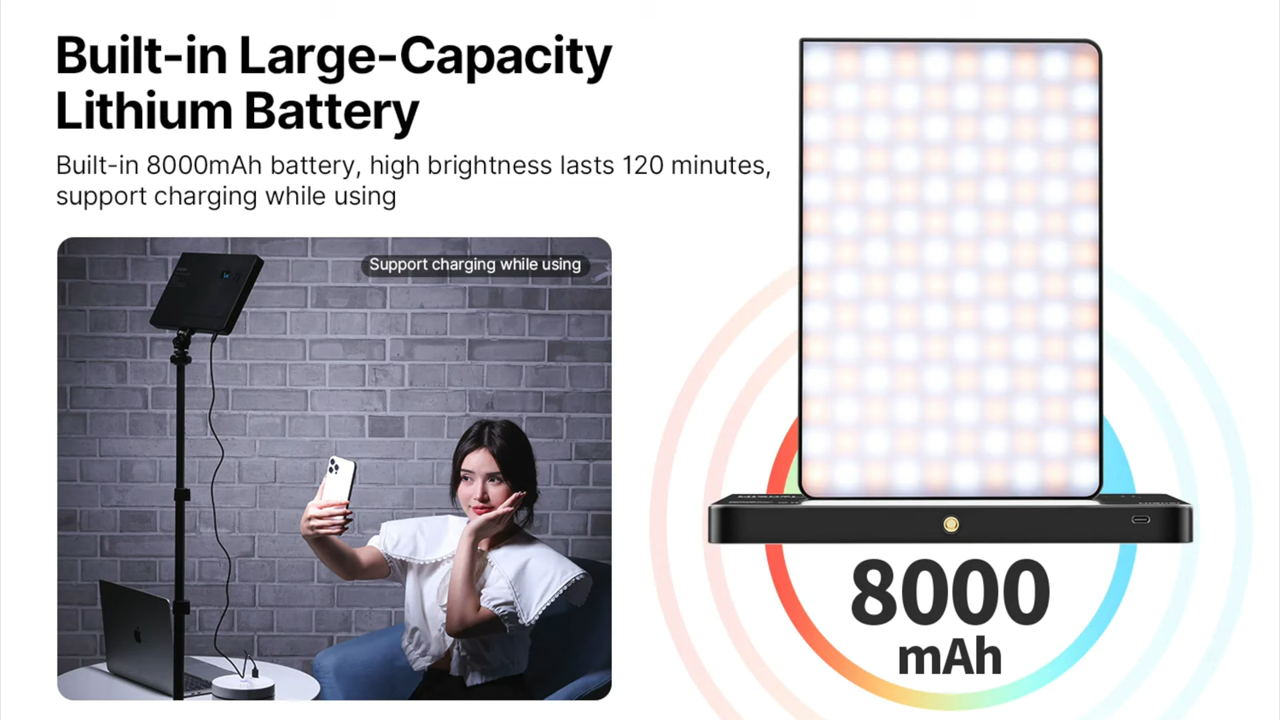 Built-in Large-Capacity
Lithium Battery
Built-in 8000mAh battery, high brightness lasts 120 minutes,
support charging while using
Support charging while using
8000
mAh